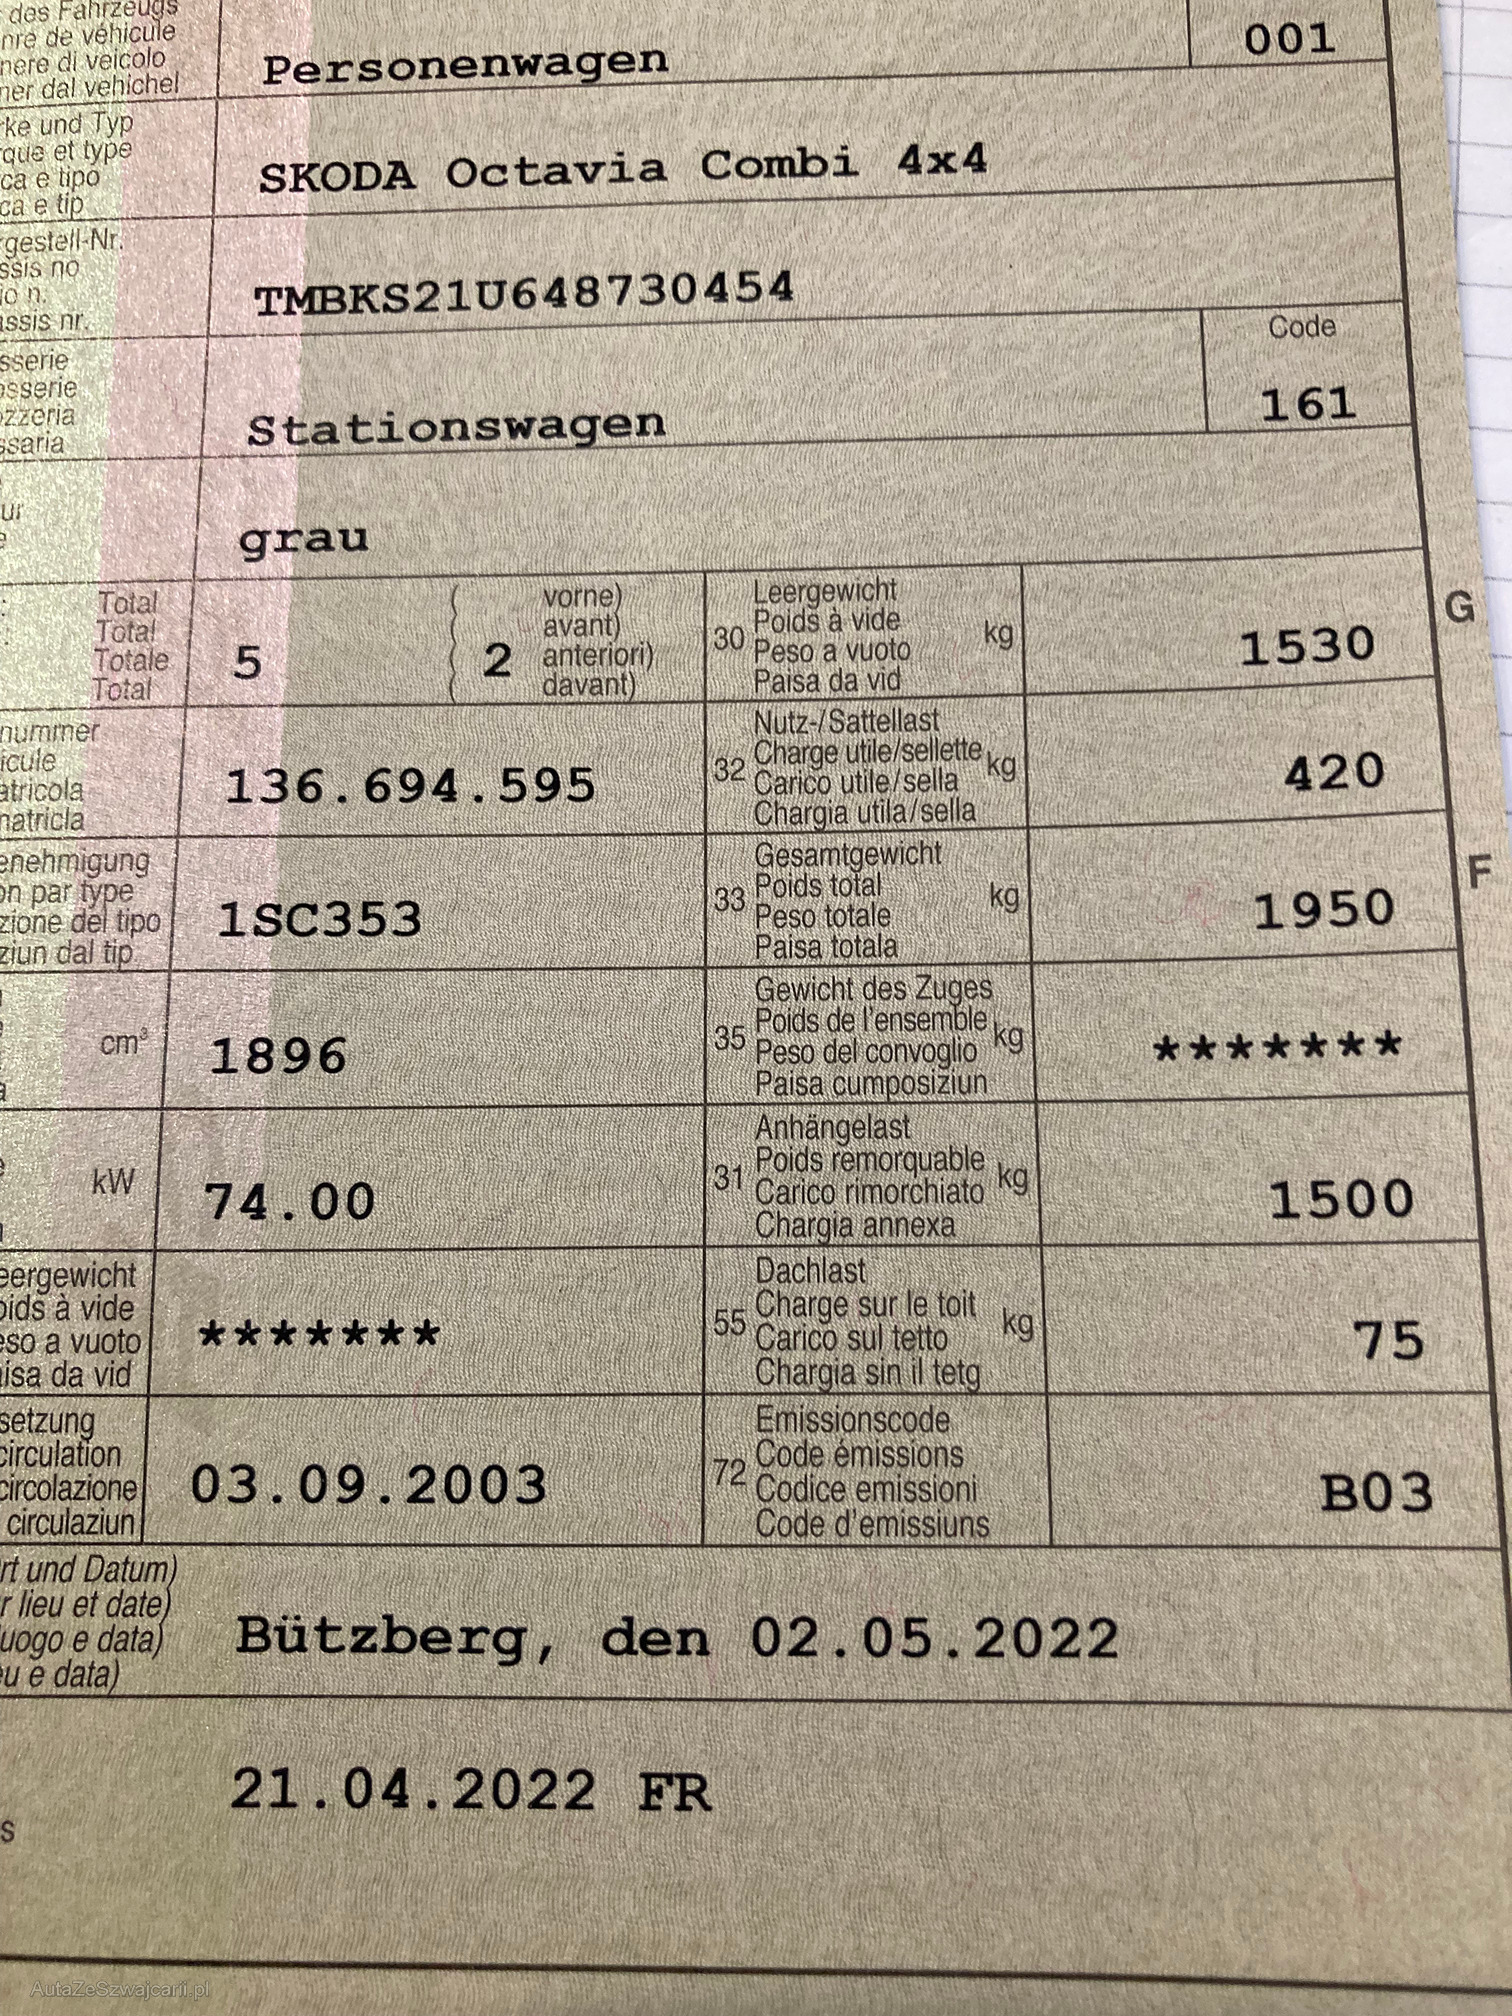 des Fahrzeugs
nre de véhicule
nere di veicolo
ner dal vehichel
Personenwagen
001
rke und Typ
que et type
ca e tipo
ca e tip
SKODA Octavia Combi 4x4
gestell-Nr.
ssis no
io n.
assis nr.
TMBKS21U648730454
sserie
osserie
ozzeria
ssaria
Stationswagen
Code
161
ur
e
grau
Total
Total
Totale
Total
5
2
vorne)
avant)
anteriori)
davant)
30
Leergewicht
Poids à vide
Peso a vuoto
Paisa da vid
kg
1530
G
nummer
icule
atricola
natricla
136.694.595
32
Nutz-/Sattellast
Charge utile/sellette
Carico utile/sella
Chargia utila/sella
kg
420
enehmigung
on par type
zione del tipo
ziun dal tip
1SC353
33
Gesamtgewicht
Poids total
Peso totale
Paisa totala
kg
1950
F
cm³
1896
35
Gewicht des Zuges
Poids de l'ensemble
Peso del convoglio
Paisa cumposiziun
kg
*******
kW
74.00
31
Anhängelast
Poids remorquable
Carico rimorchiato
Chargia annexa
kg
1500
eergewicht
oids à vide
eso a vuoto
aisa da vid
*******
55
Dachlast
Charge sur le toit
Carico sul tetto
Chargia sin il tetg
kg
75
setzung
circulation
circolazione
circulaziun
03.09.2003
72
Emissionscode
Code émissions
Codice emissioni
Code d'emissiuns
B03
rt und Datum)
r lieu et date)
uogo e data)
eu e data)
Bützberg, den 02.05.2022
21.04.2022 FR
s
AutaZeSzwajcarii.pl